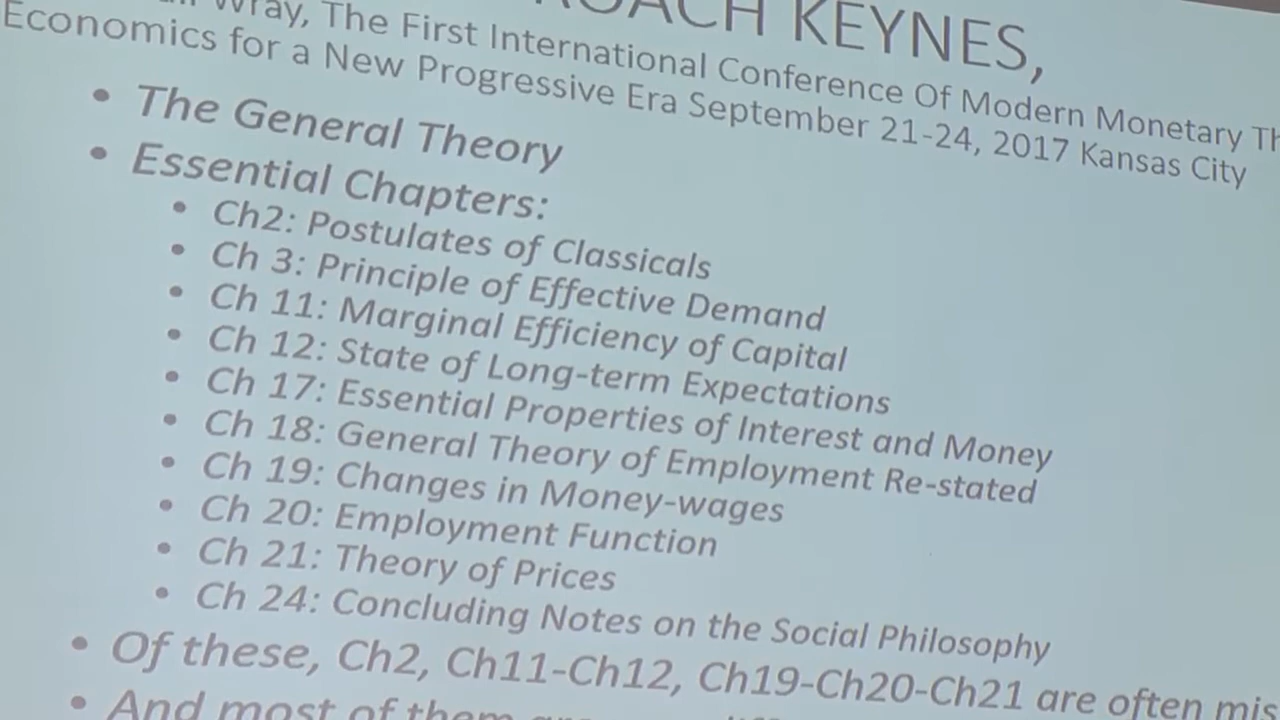 KEYNES,
Wray, The First International Conference Of Modern Monetary
Economics for a New Progressive Era September 21-24, 2017 Kansas City
• The General Theory
• Essential Chapters:
• Ch2: Postulates of Classicals
• Ch 3: Principle of Effective Demand
• Ch 11: Marginal Efficiency of Capital
• Ch 12: State of Long-term Expectations
• Ch 17: Essential Properties of Interest and Money
• Ch 18: General Theory of Employment Re-stated
• Ch 19: Changes in Money-wages
• Ch 20: Employment Function
• Ch 21: Theory of Prices
• Ch 24: Concluding Notes on the Social Philosophy
• Of these, Ch2, Ch11-Ch12, Ch19-Ch20-Ch21 are often
• And most of them